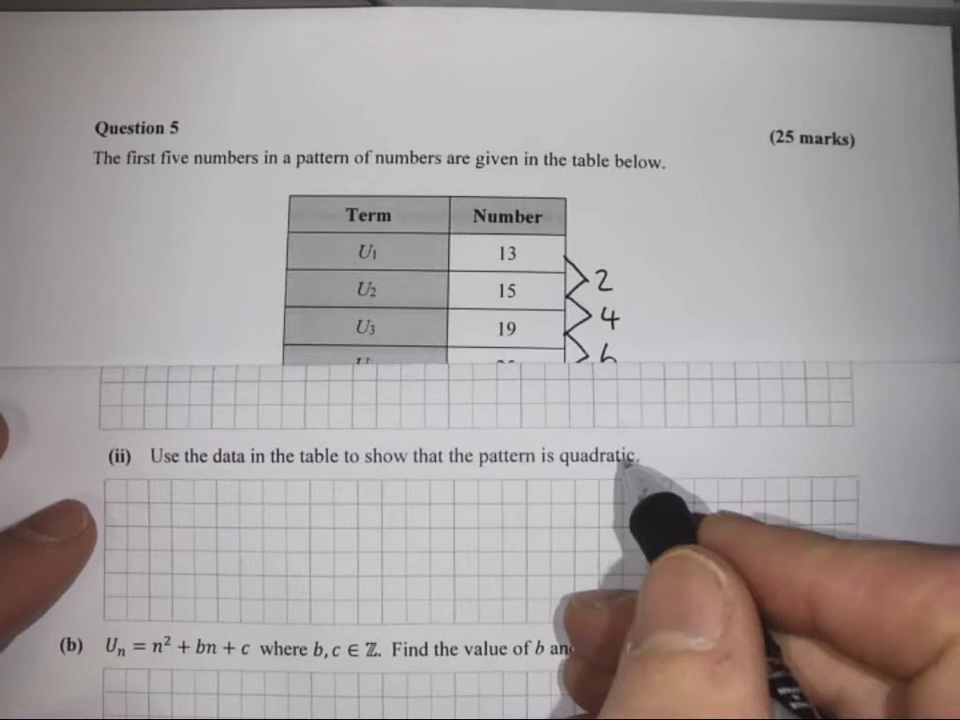 Question 5
(25 marks)
The first five numbers in a pattern of numbers are given in the table below.
Term Number
U₁ 13
2
U₂ 15
4
U₃ 19
6
(ii) Use the data in the table to show that the pattern is quadratic.
(b) Uₙ = n² + bn + c where b, c ∈ ℤ. Find the value of b